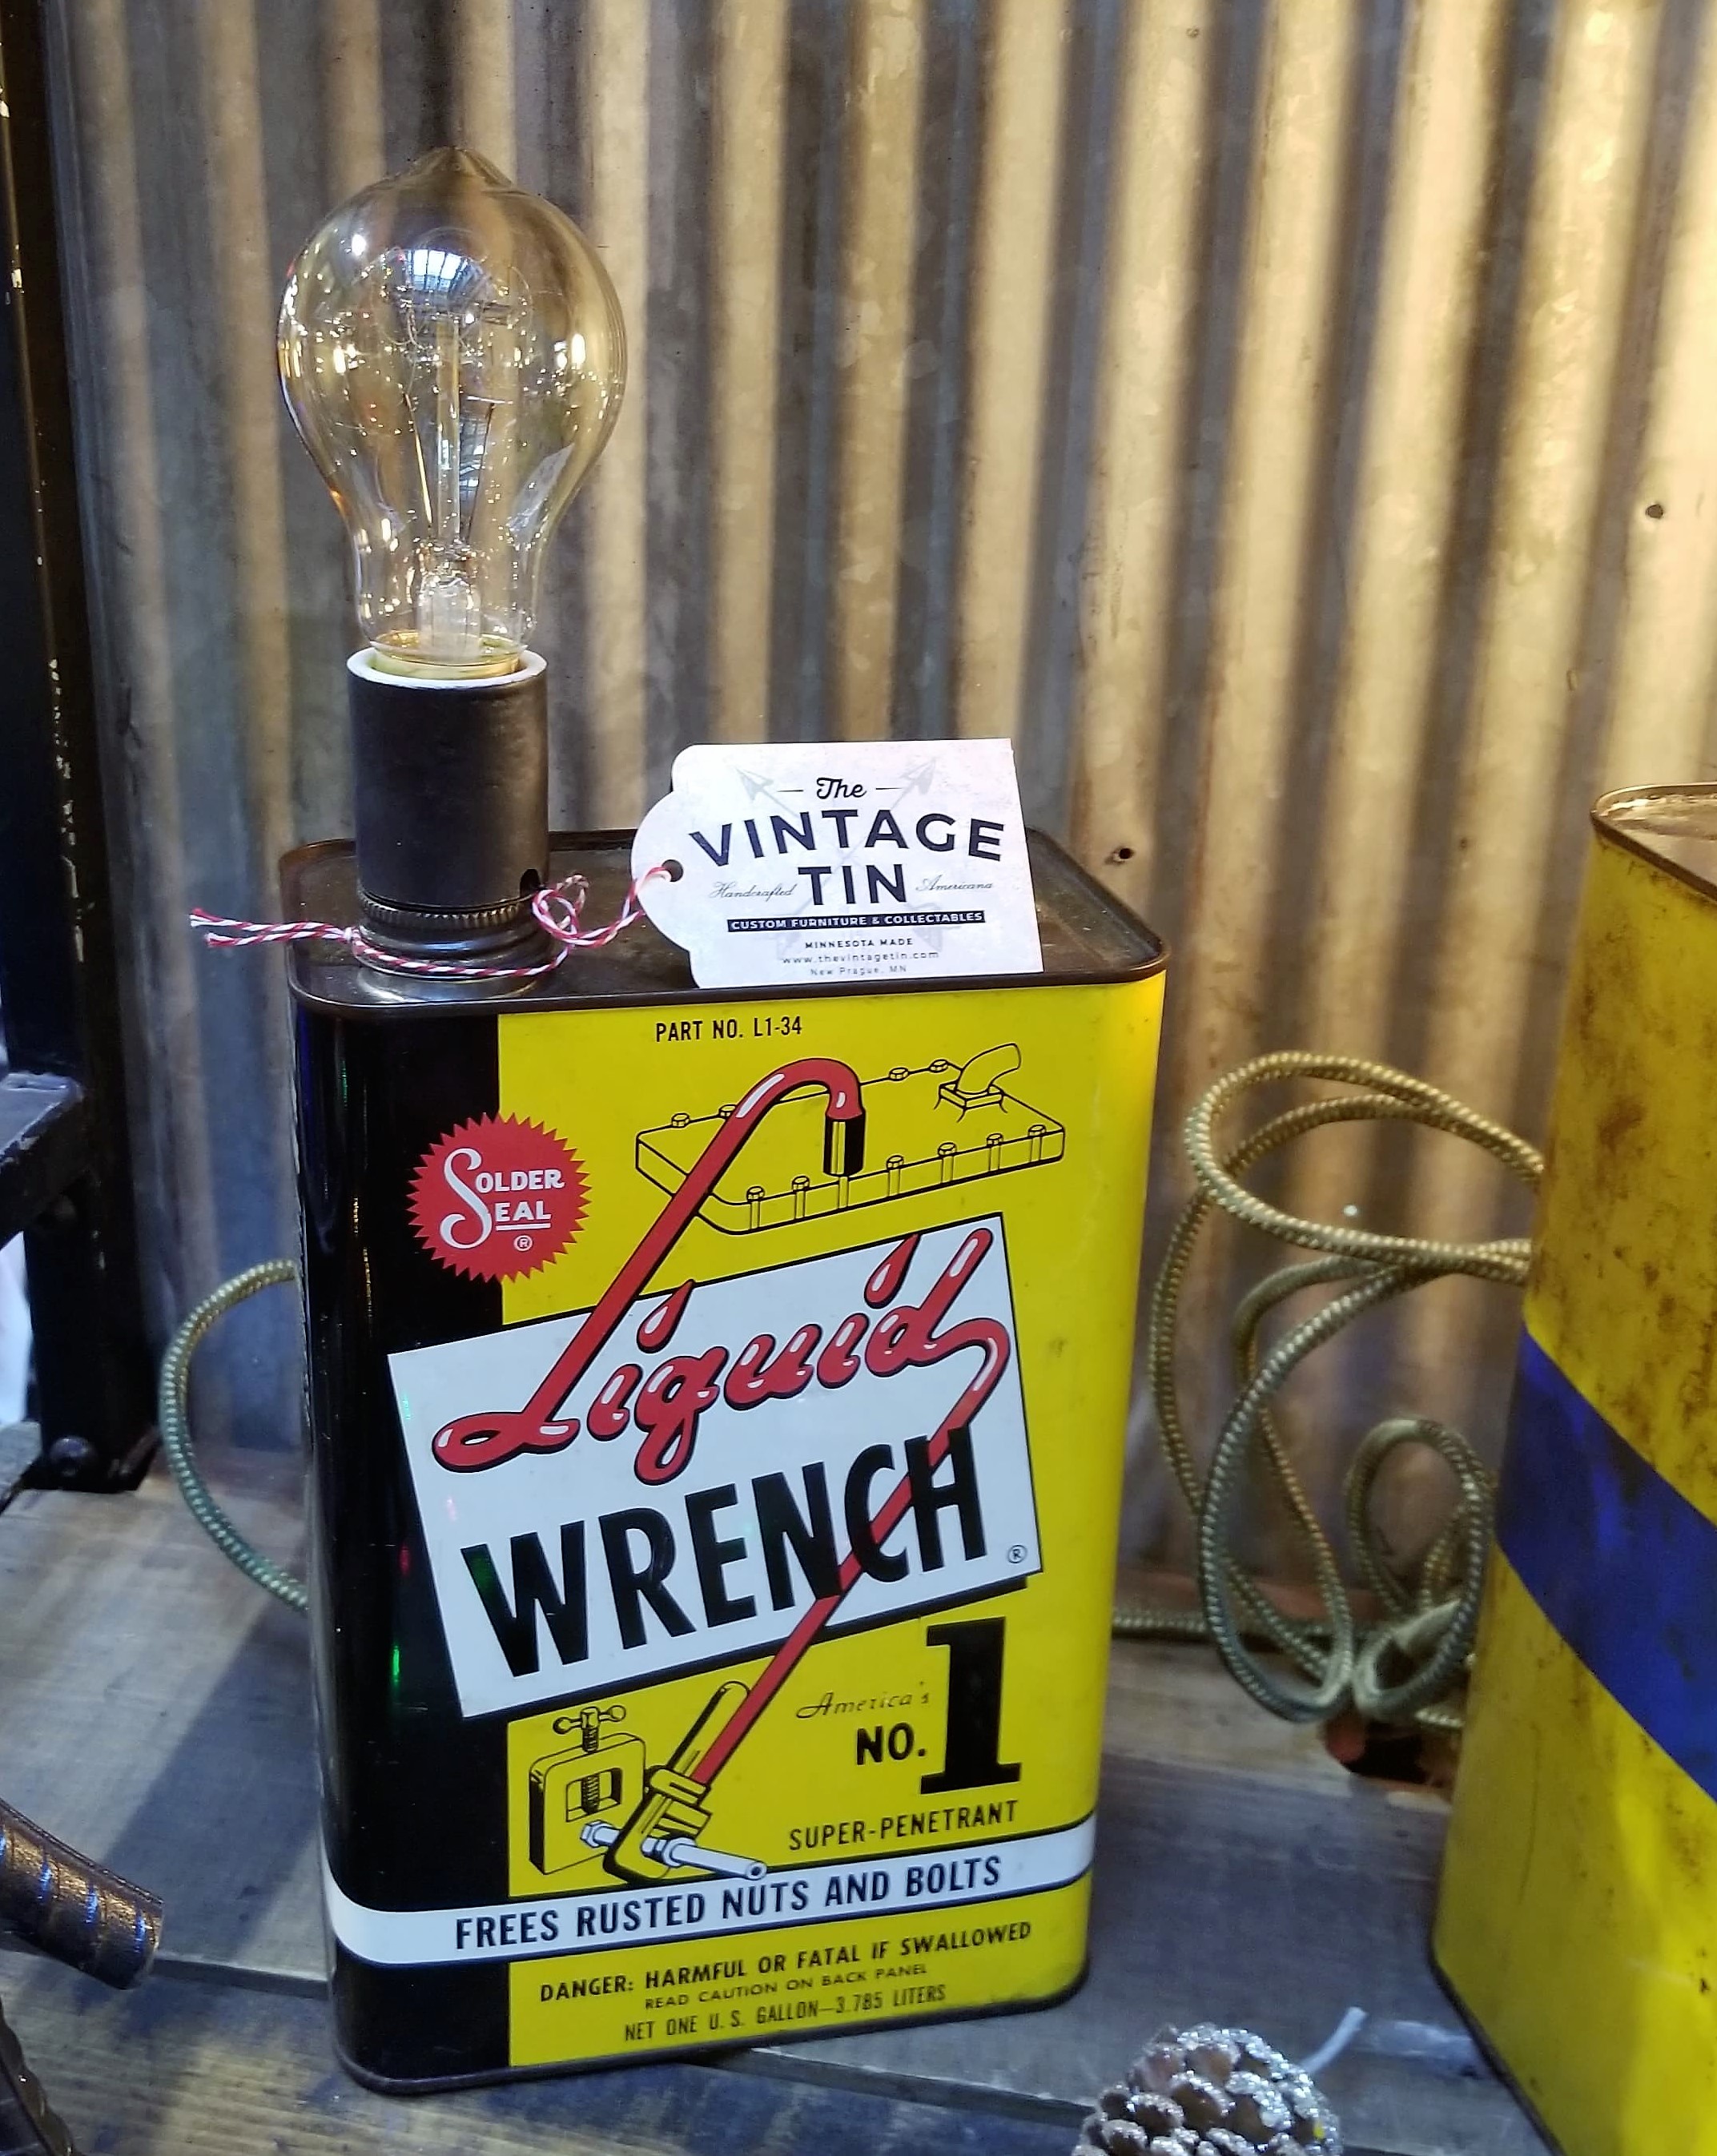 The
VINTAGE
TIN
Handcrafted Americana
CUSTOM FURNITURE & COLLECTABLES
MINNESOTA MADE
www.thevintagetin.com
New Prague, MN
PART NO. L1-34
SOLDER
SEAL
®
Liquid
WRENCH
®
America's
NO. 1
SUPER-PENETRANT
FREES RUSTED NUTS AND BOLTS
DANGER: HARMFUL OR FATAL IF SWALLOWED
READ CAUTION ON BACK PANEL
NET ONE U.S. GALLON—3.785 LITERS